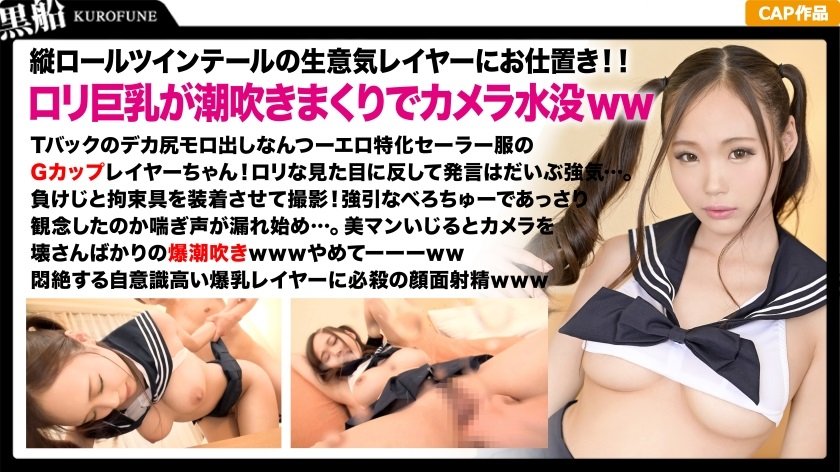 黒船 KUROFUNE
CAP作品
縦ロールツインテールの生意気レイヤーにお仕置き！！
ロリ巨乳が潮吹きまくりでカメラ水没ww
Tバックのデカ尻モロ出しなんつーエロ特化セーラー服の
Gカップレイヤーちゃん！ロリな見た目に反して発言はだいぶ強気…。
負けじと拘束具を装着させて撮影！強引なべろちゅーであっさり
観念したのか喘ぎ声が漏れ始め…。美マンいじるとカメラを
壊さんばかりの爆潮吹きwwwやめてーーーww
悶絶する自意識高い爆乳レイヤーに必殺の顔面射精www